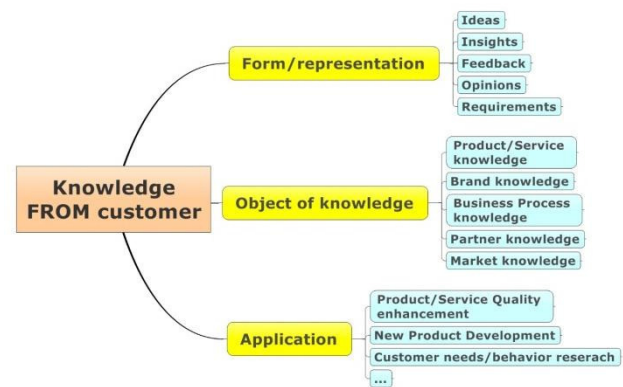 Knowledge
FROM customer
Form/representation
Ideas
Insights
Feedback
Opinions
Requirements
Object of knowledge
Product/Service
knowledge
Brand knowledge
Business Process
knowledge
Partner knowledge
Market knowledge
Application
Product/Service Quality
enhancement
New Product Development
Customer needs/behavior reserach
...